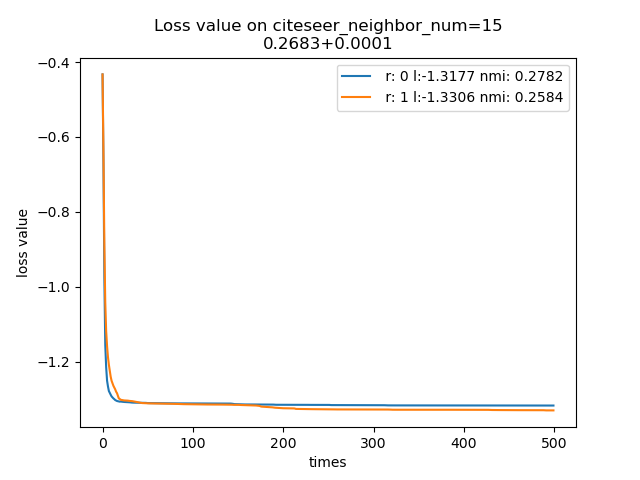 Loss value on citeseer_neighbor_num=15
0.2683+0.0001
r: 0 l:-1.3177 nmi: 0.2782
r: 1 l:-1.3306 nmi: 0.2584
loss value
−0.4
−0.6
−0.8
−1.0
−1.2
0 100 200 300 400 500
times